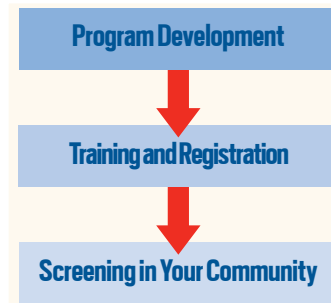 Program Development
Training and Registration
Screening in Your Community